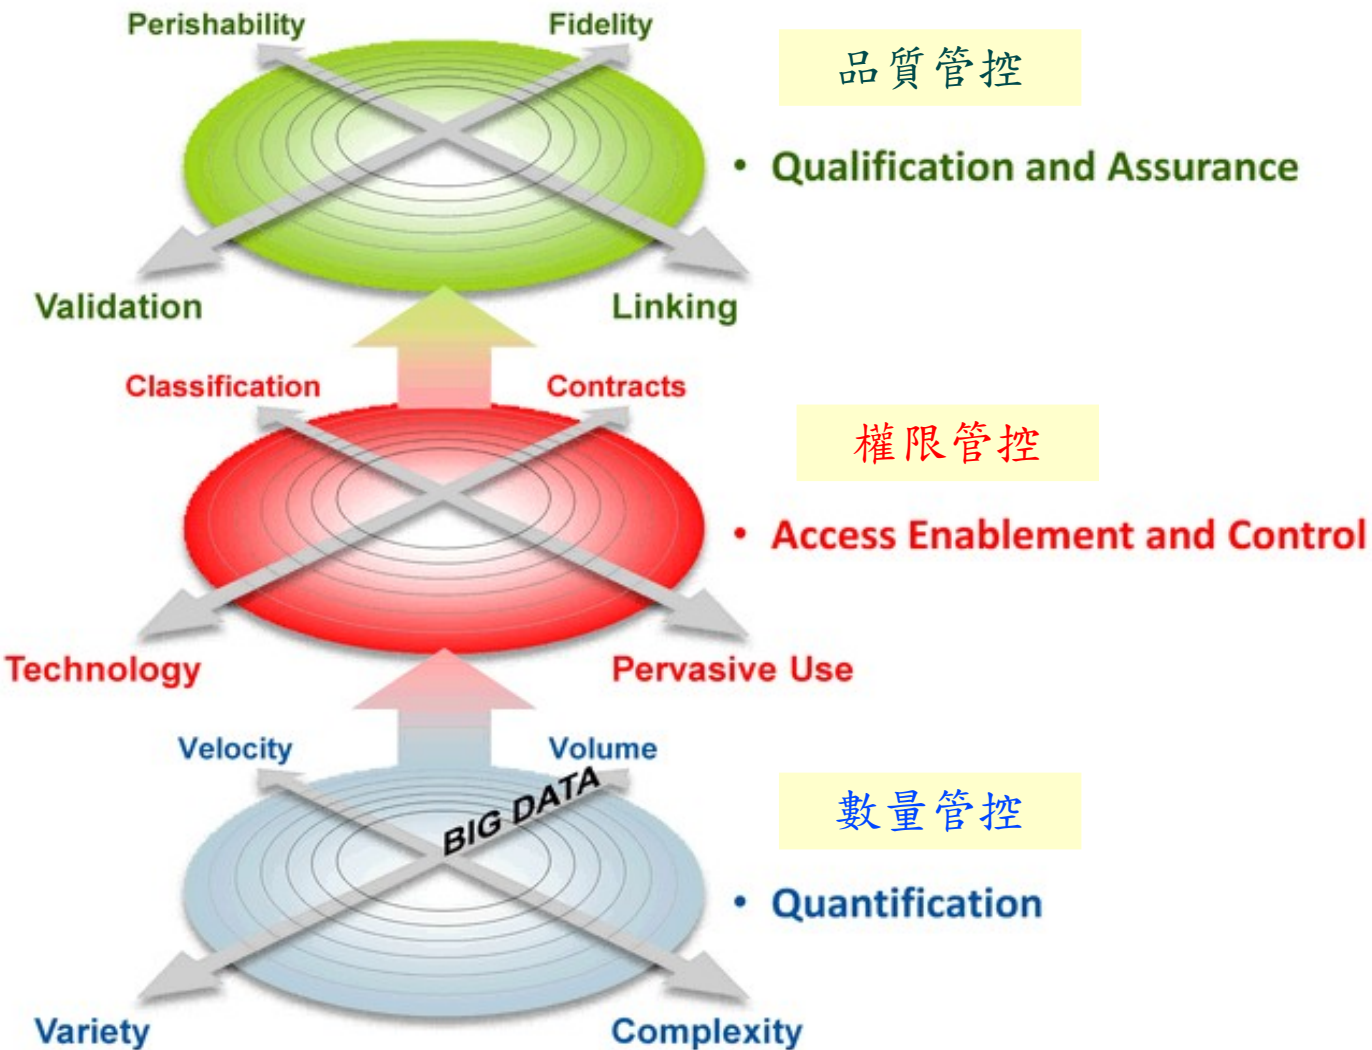 Perishability
Fidelity
品質管控
• Qualification and Assurance
Validation
Linking
Classification
Contracts
權限管控
• Access Enablement and Control
Technology
Pervasive Use
Velocity
Volume
BIG DATA
數量管控
• Quantification
Variety
Complexity